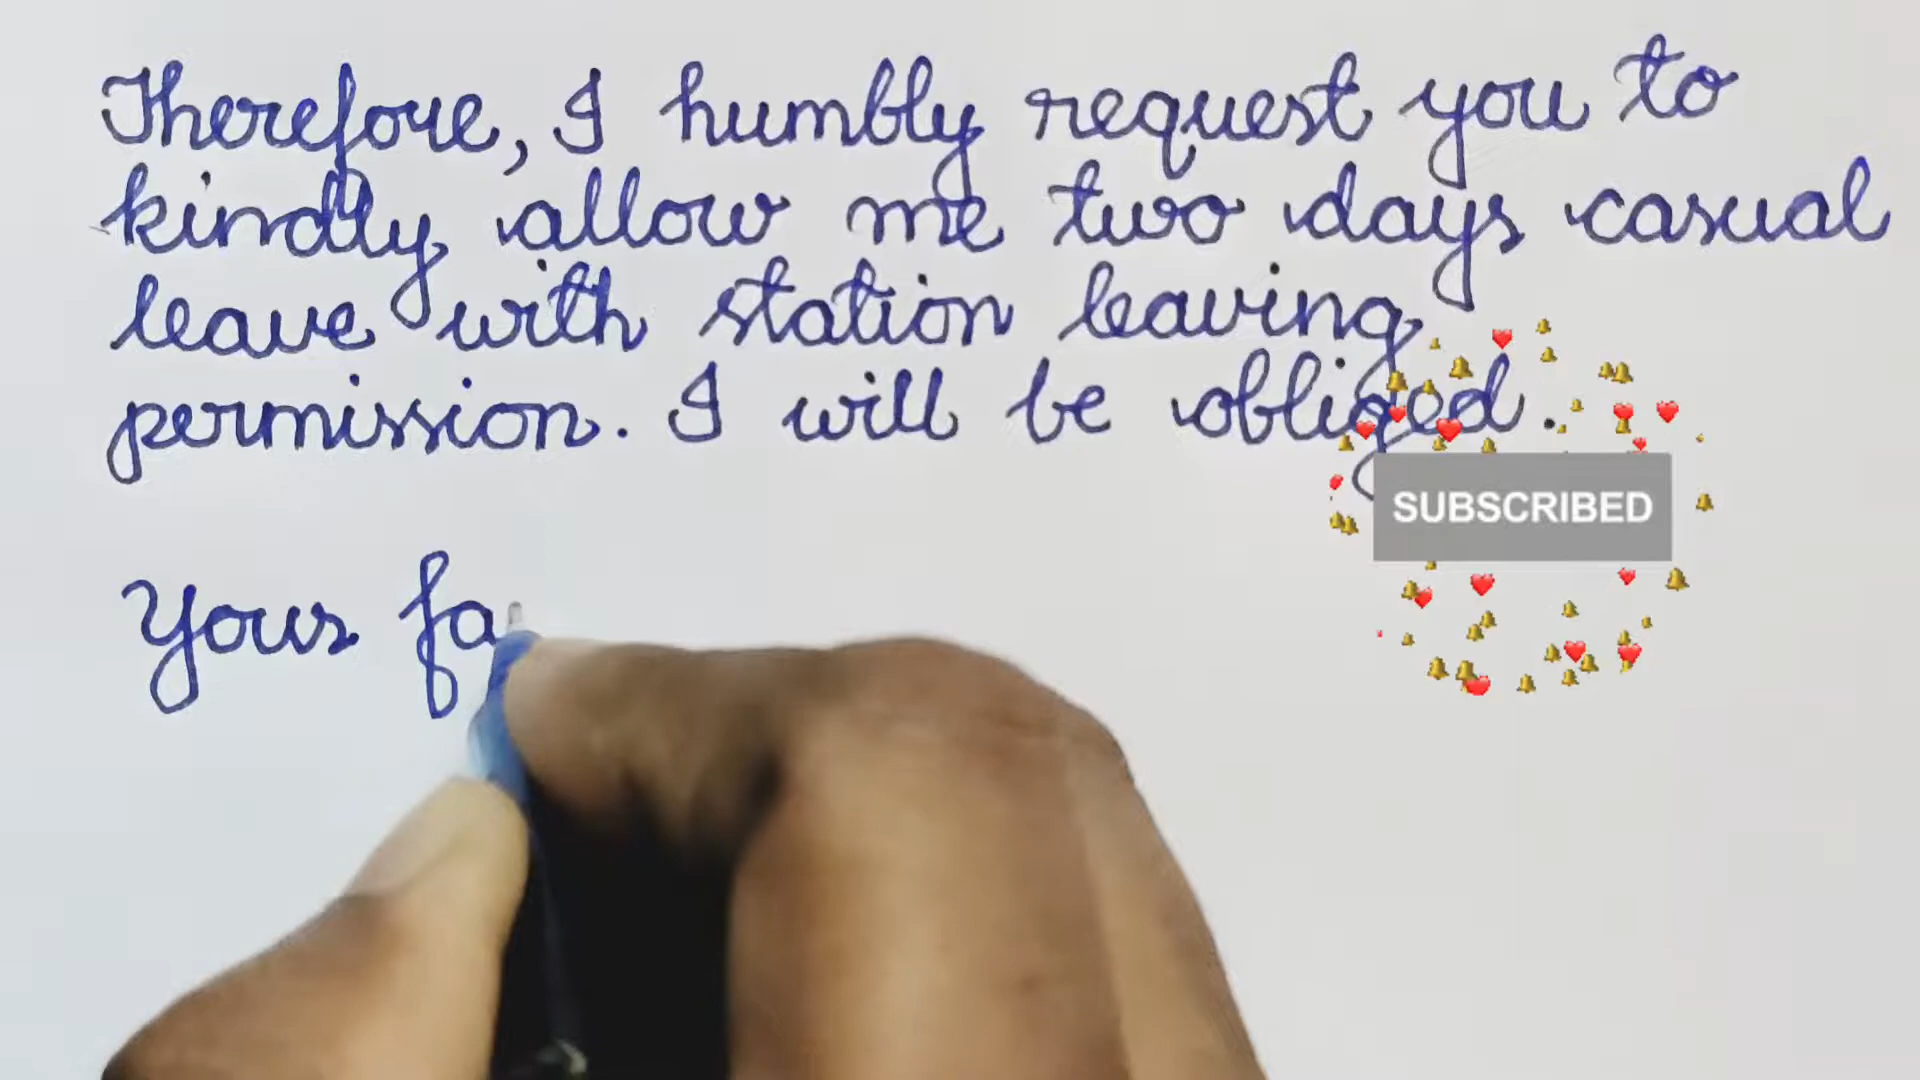 Therefore, I humbly request you to
kindly allow me two days casual
leave with station leaving
permission. I will be obliged.
SUBSCRIBED
Yours fa